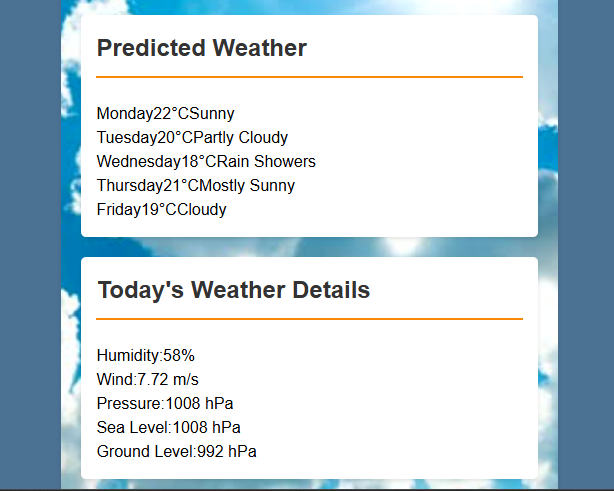 Predicted Weather
Monday22°CSunny
Tuesday20°CPartly Cloudy
Wednesday18°CRain Showers
Thursday21°CMostly Sunny
Friday19°CCloudy
Today's Weather Details
Humidity:58%
Wind:7.72 m/s
Pressure:1008 hPa
Sea Level:1008 hPa
Ground Level:992 hPa